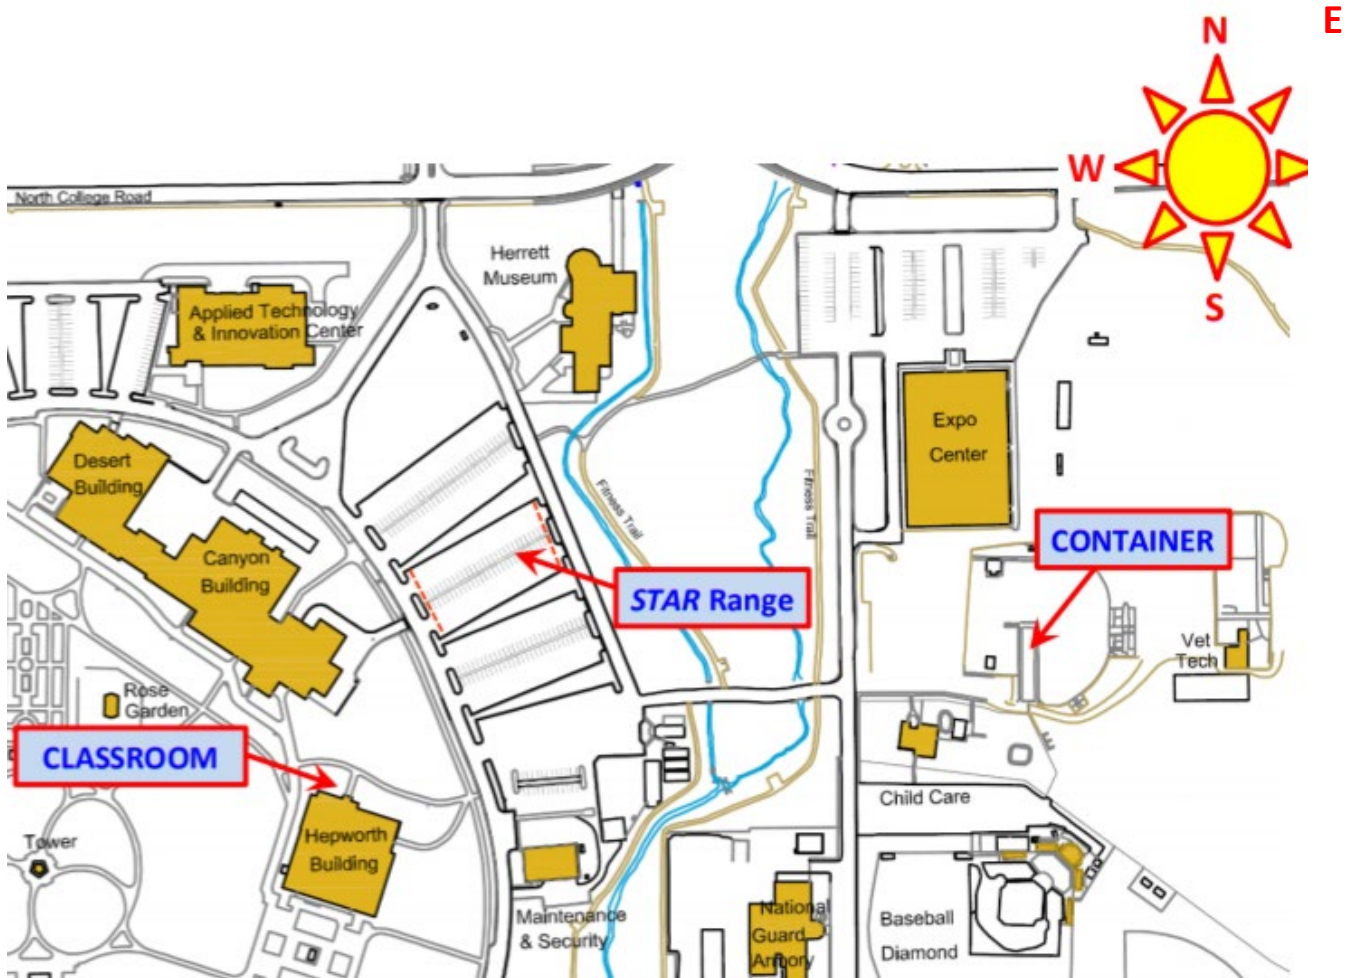 E
N
W
S
North College Road
Herrett
Museum
Applied Technology
& Innovation Center
Expo
Center
Desert
Building
Fitness Trail
Fitness Trail
CONTAINER
Canyon
Building
STAR Range
Vet
Tech
Rose
Garden
CLASSROOM
Child Care
Tower
Hepworth
Building
National
Guard
Armory
Maintenance
& Security
Baseball
Diamond